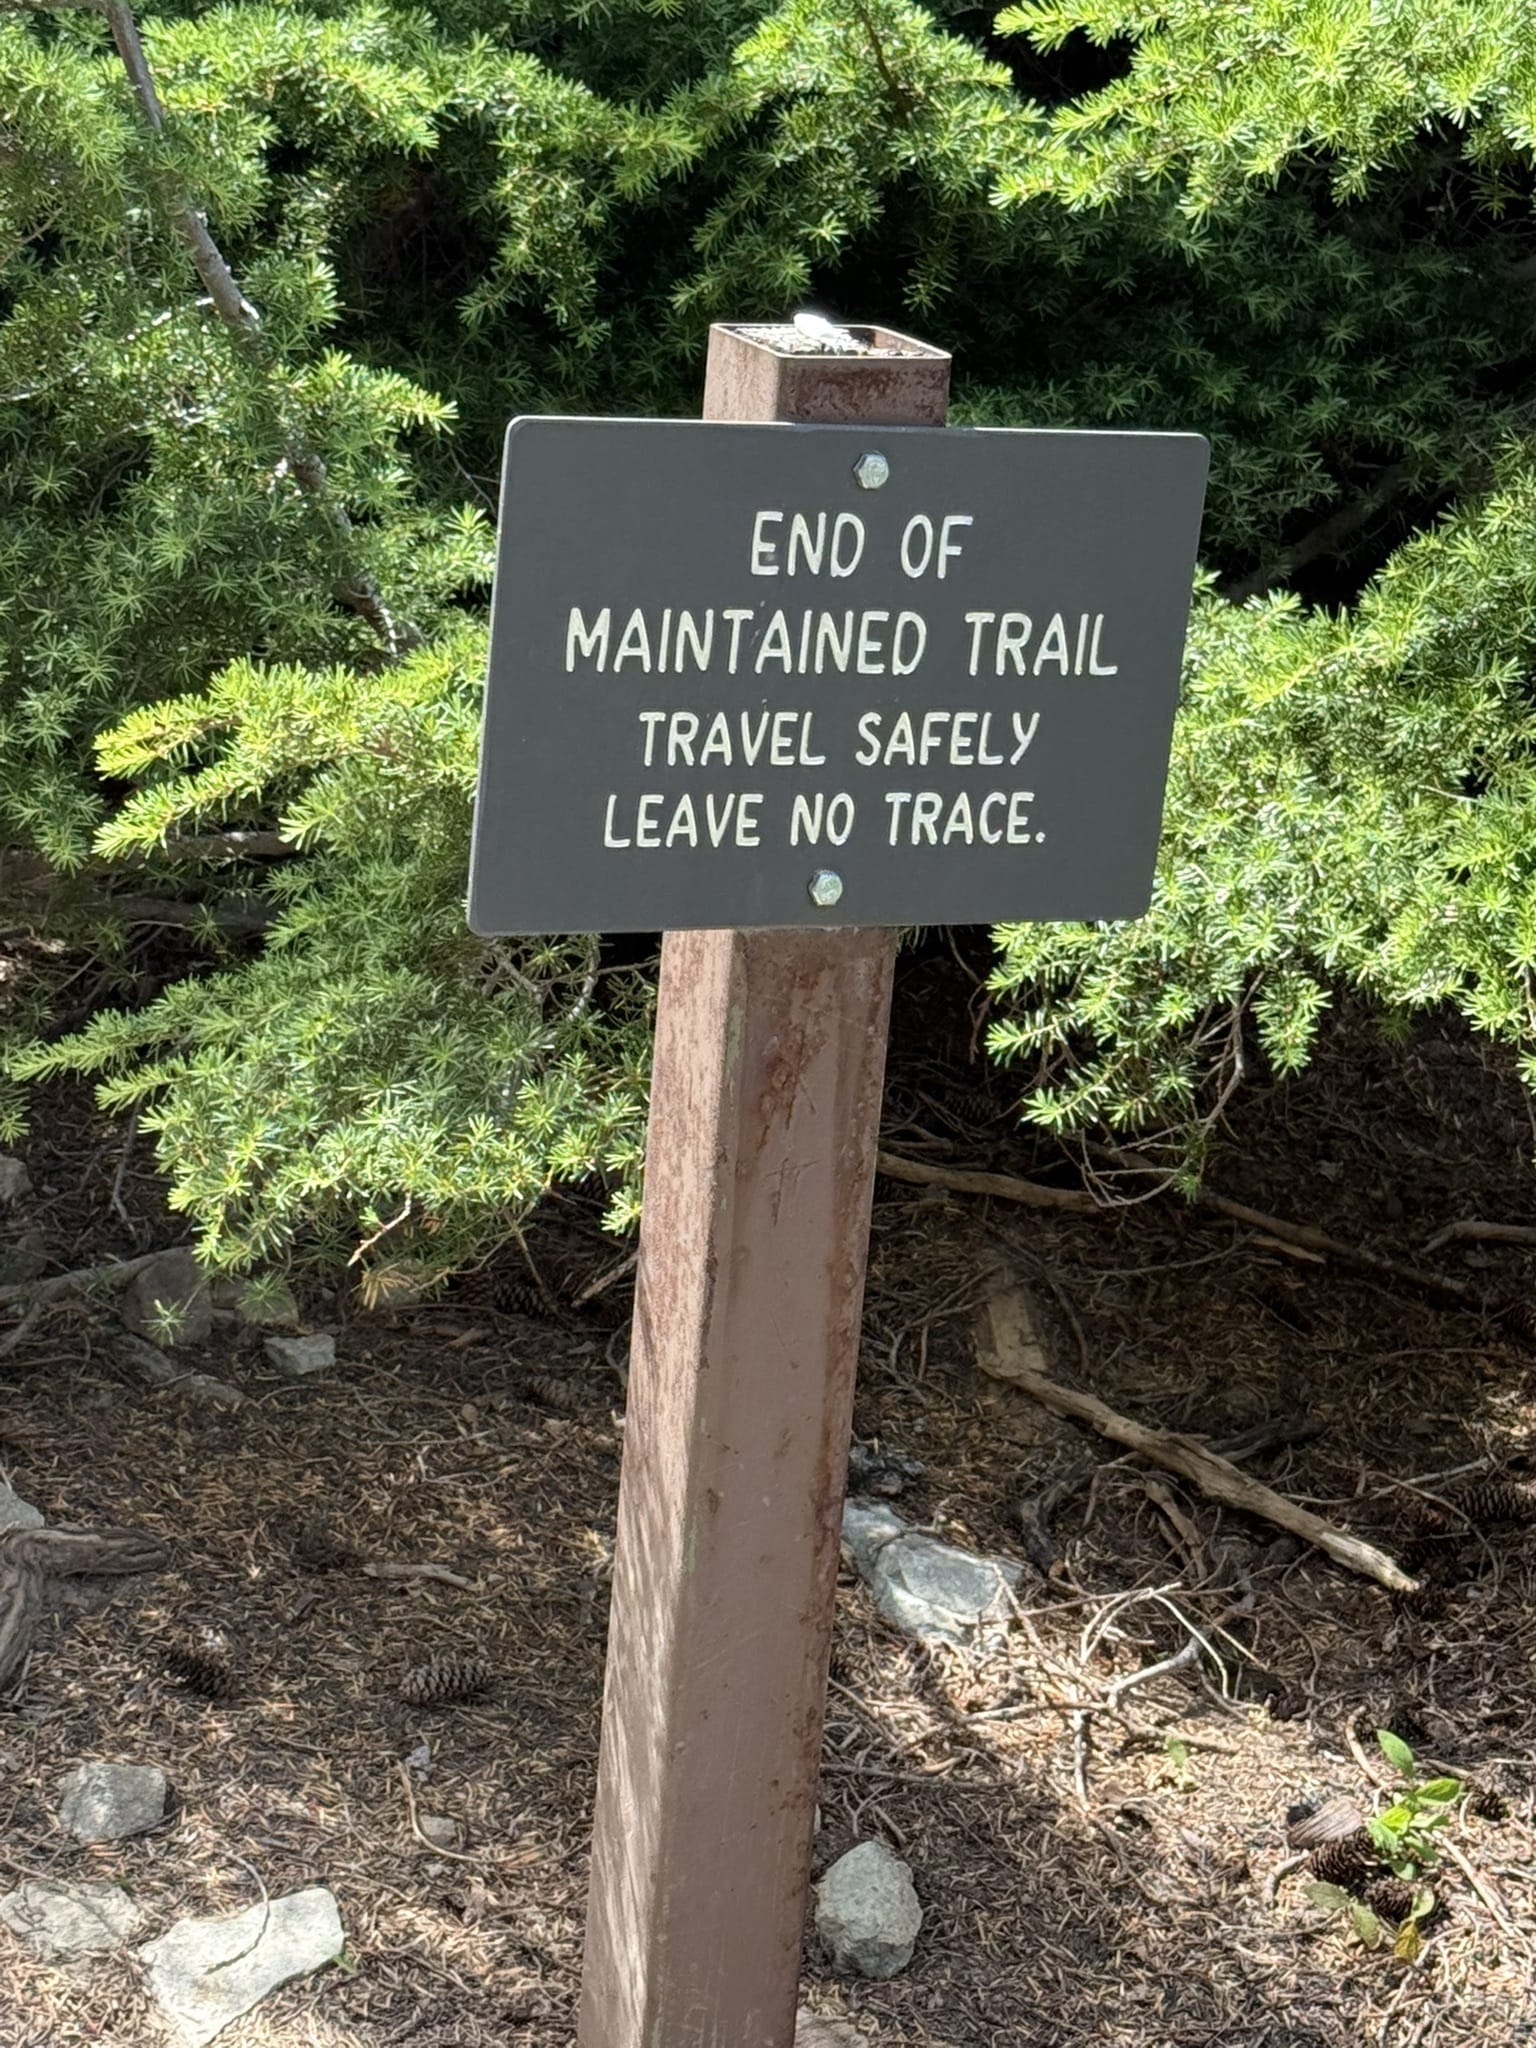 END OF
MAINTAINED TRAIL
TRAVEL SAFELY
LEAVE NO TRACE.